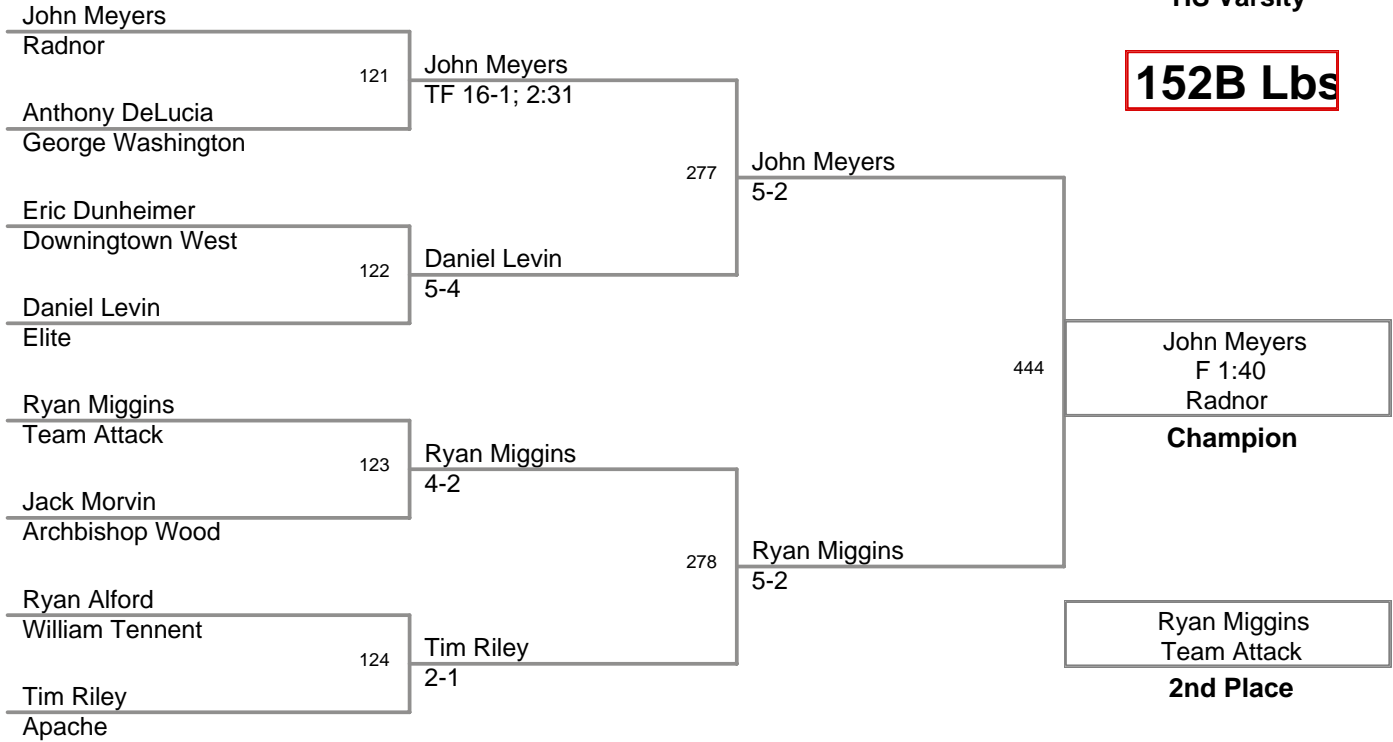 HS Varsity
152B Lbs
John Meyers
Radnor
121
Anthony DeLucia
George Washington
John Meyers
TF 16-1; 2:31
Eric Dunheimer
Downingtown West
122
Daniel Levin
Elite
Daniel Levin
5-4
277
John Meyers
5-2
Ryan Miggins
Team Attack
123
Jack Morvin
Archbishop Wood
Ryan Miggins
4-2
Ryan Alford
William Tennent
124
Tim Riley
Apache
Tim Riley
2-1
278
Ryan Miggins
5-2
444
John Meyers
F 1:40
Radnor
Champion
Ryan Miggins
Team Attack
2nd Place